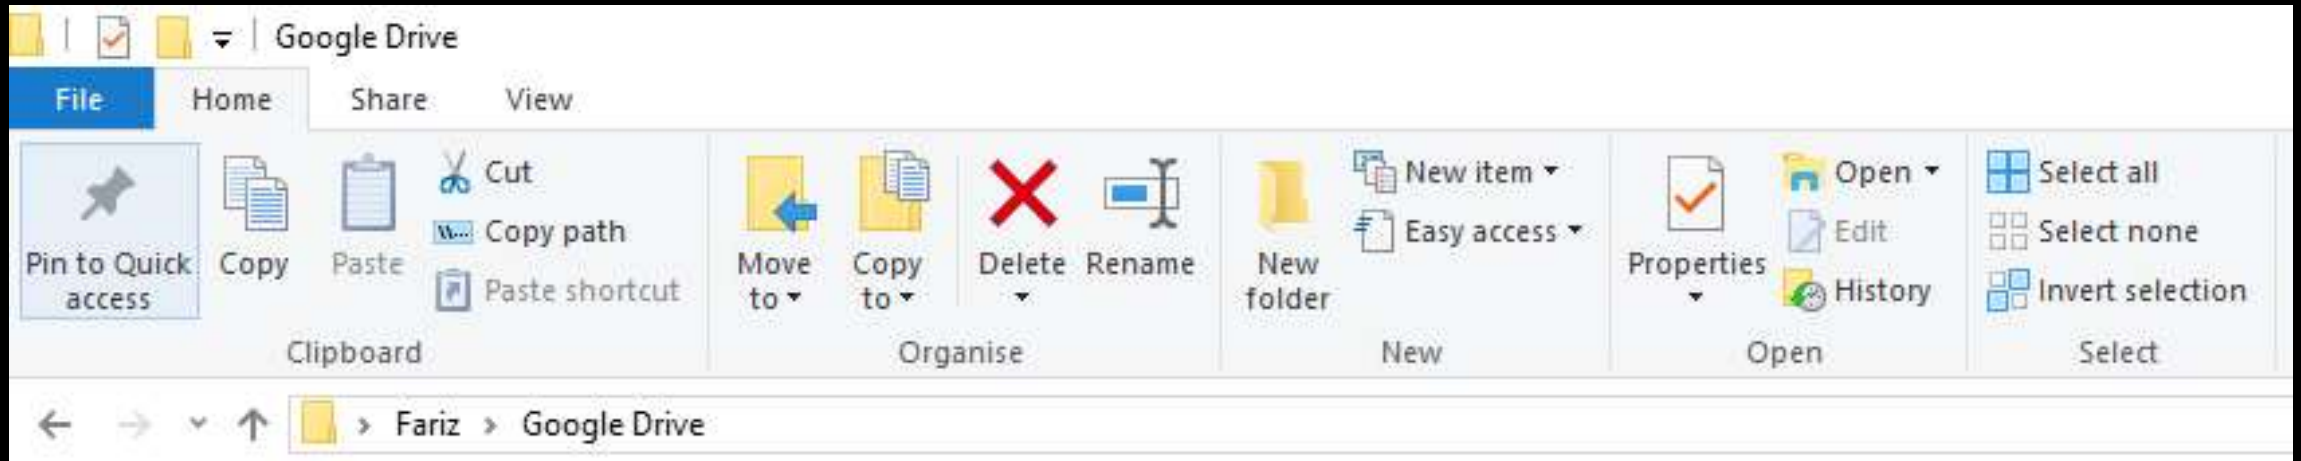 Google Drive
File Home Share View
Pin to Quick access
Copy
Paste
Cut
Copy path
Paste shortcut
Clipboard
Move to
Copy to
Delete
Rename
Organise
New folder
New item
Easy access
New
Properties
Open
Edit
History
Open
Select all
Select none
Invert selection
Select
Fariz > Google Drive